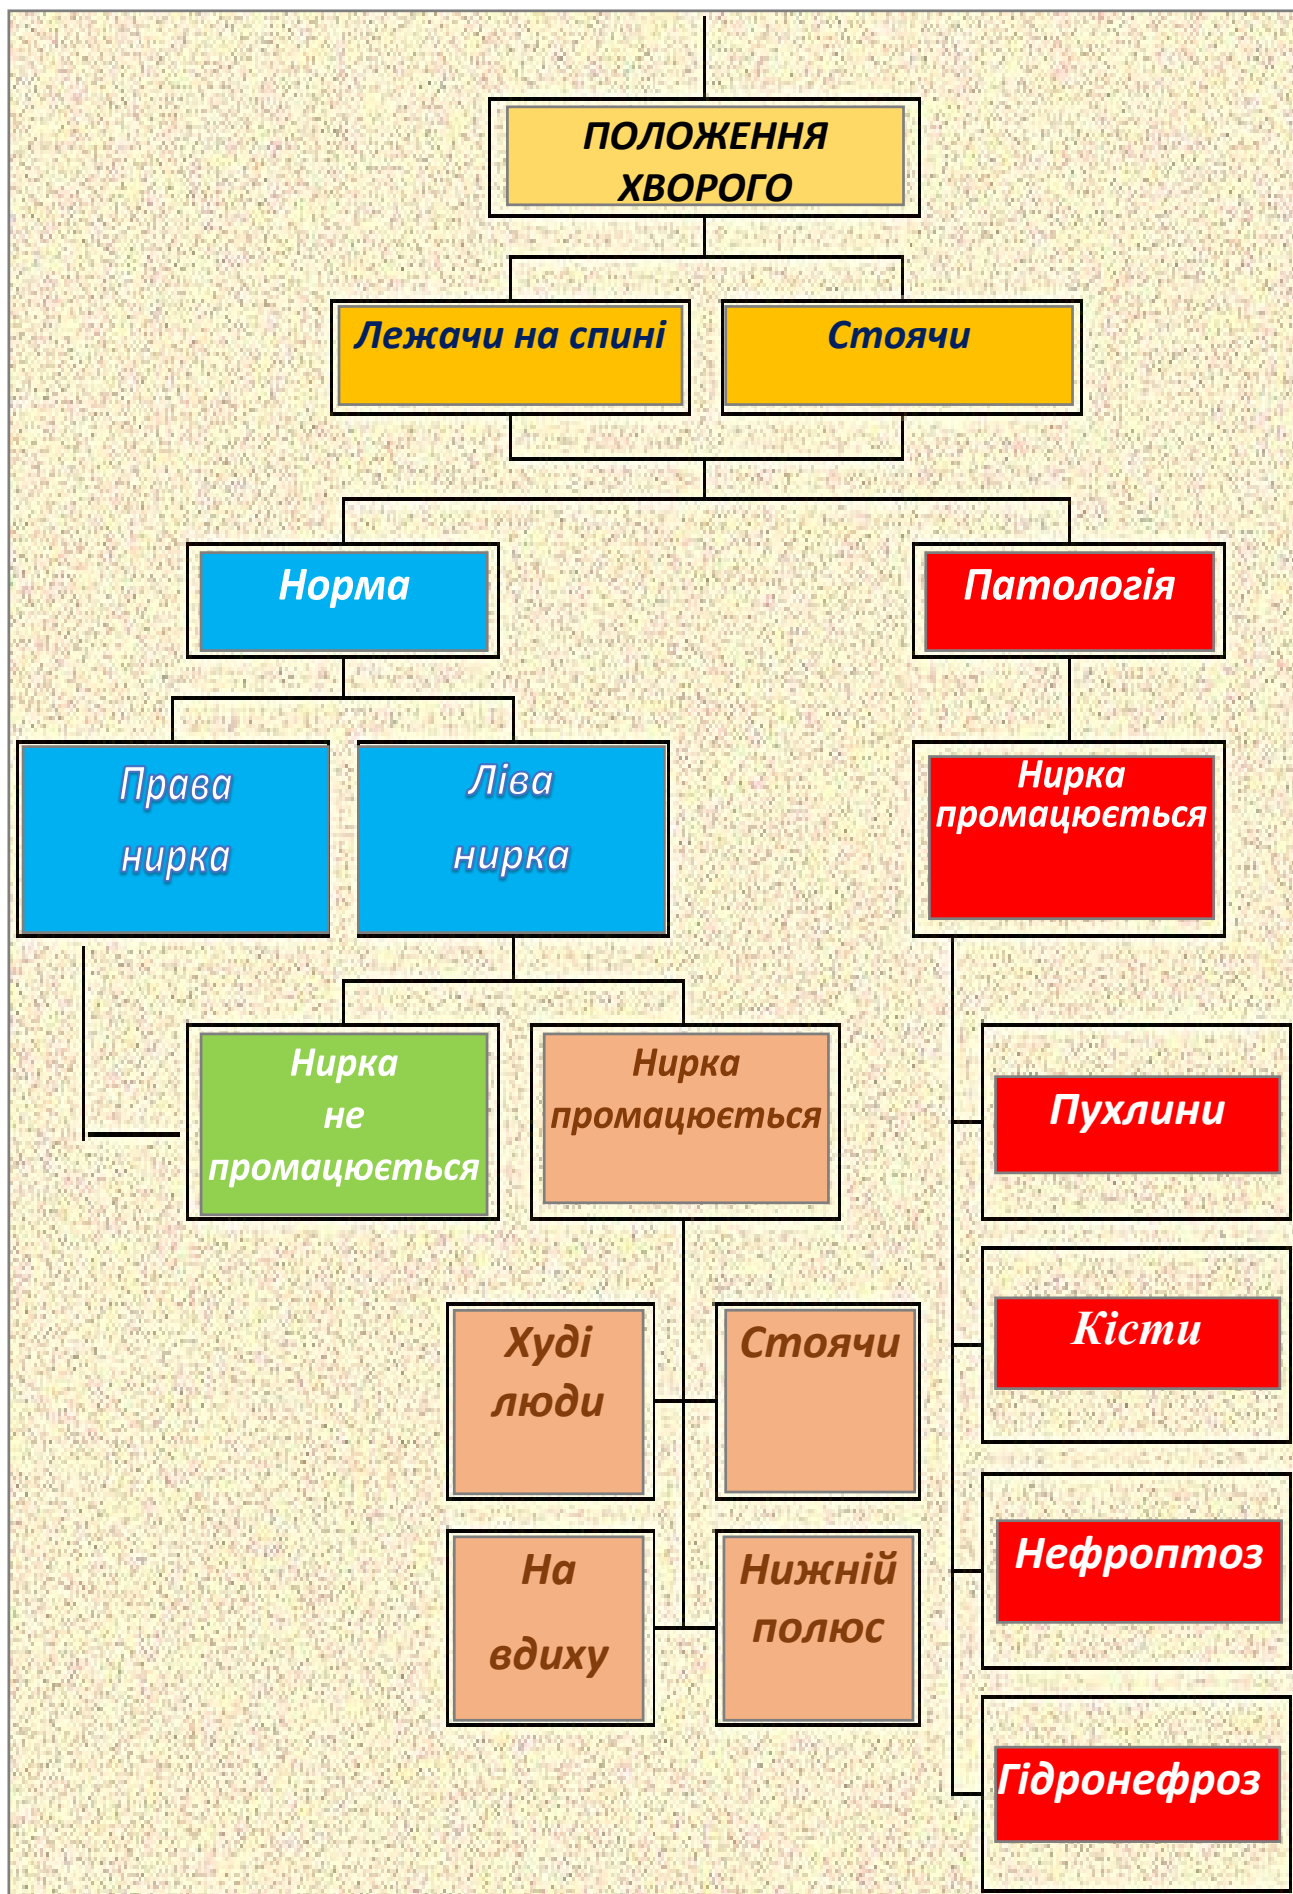 ПОЛОЖЕННЯ
ХВОРОГО
Лежачи на спині
Стоячи
Норма
Патологія
Права
нирка
Ліва
нирка
Нирка
промацюється
Нирка
не
промацюється
Нирка
промацюється
Пухлини
Худі
люди
Стоячи
Кісти
На
вдиху
Нижній
полюс
Нефроптоз
Гідронефроз